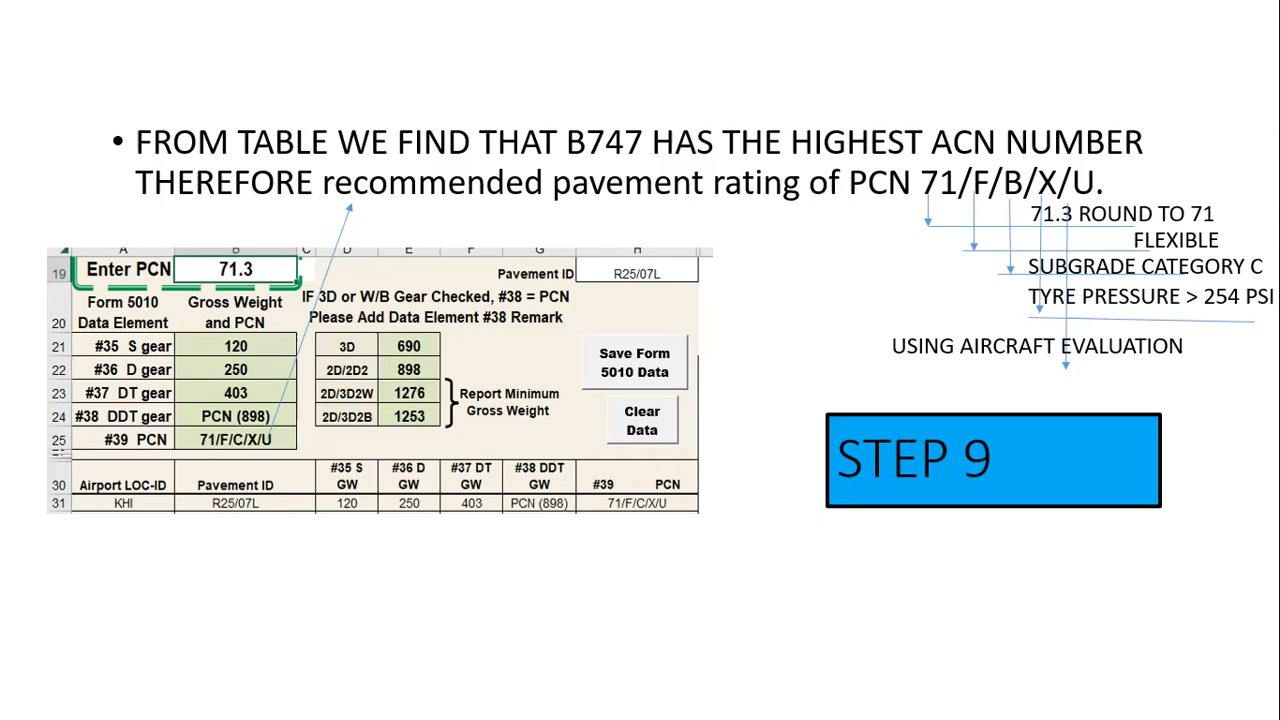 • FROM TABLE WE FIND THAT B747 HAS THE HIGHEST ACN NUMBER
THEREFORE recommended pavement rating of PCN 71/F/B/X/U.
71.3 ROUND TO 71
FLEXIBLE
SUBGRADE CATEGORY C
TYRE PRESSURE > 254 PSI
USING AIRCRAFT EVALUATION
STEP 9
A B C D E F G H
19 Enter PCN 71.3 Pavement ID R25/07L
Form 5010 Gross Weight IF 3D or W/B Gear Checked, #38 = PCN
20 Data Element and PCN Please Add Data Element #38 Remark
21 #35 S gear 120 3D 690
22 #36 D gear 250 2D/2D2 898
23 #37 DT gear 403 2D/3D2W 1276 Report Minimum
24 #38 DDT gear PCN (898) 2D/3D2B 1253 Gross Weight
25 #39 PCN 71/F/C/X/U
Save Form
5010 Data
Clear
Data
#35 S #36 D #37 DT #38 DDT
30 Airport LOC-ID Pavement ID GW GW GW GW #39 PCN
31 KHI R25/07L 120 250 403 PCN (898) 71/F/C/X/U